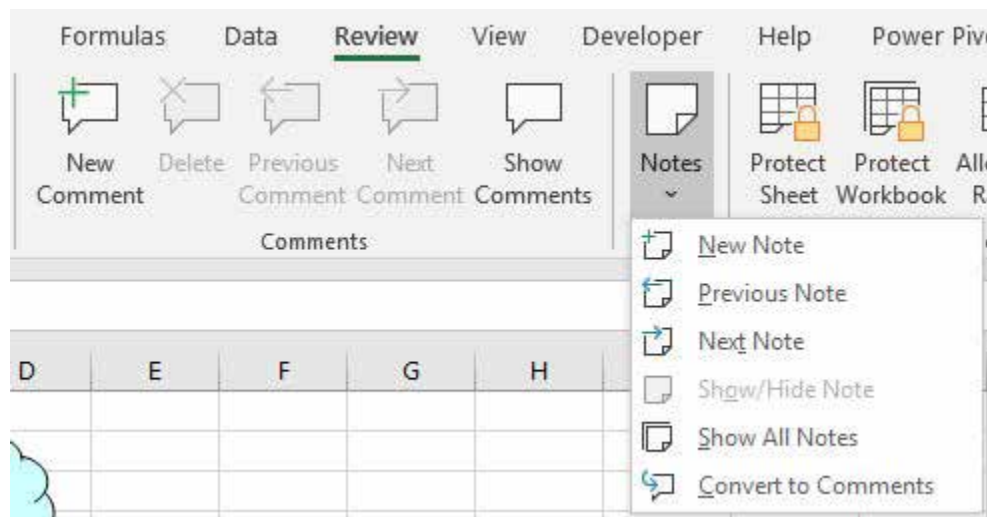 Formulas Data Review View Developer Help Power Piv
New Delete Previous Next Show Notes Protect Protect All
Comment Comment Comment Comments Sheet Workbook R
Comments
New Note
Previous Note
Next Note
Show/Hide Note
Show All Notes
Convert to Comments
D E F G H